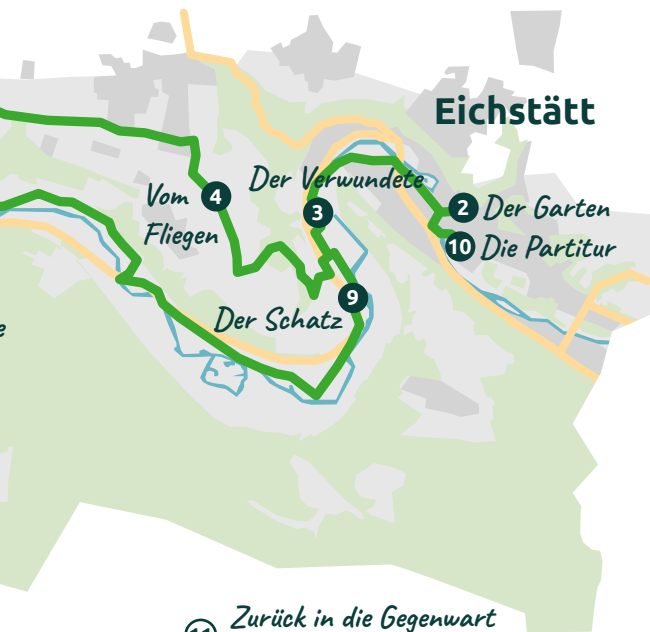 Eichstätt
Der Verwundete
Vom
4
3
2 Der Garten
Fliegen
10 Die Partitur
9
Der Schatz
e
Zurück in die Gegenwart